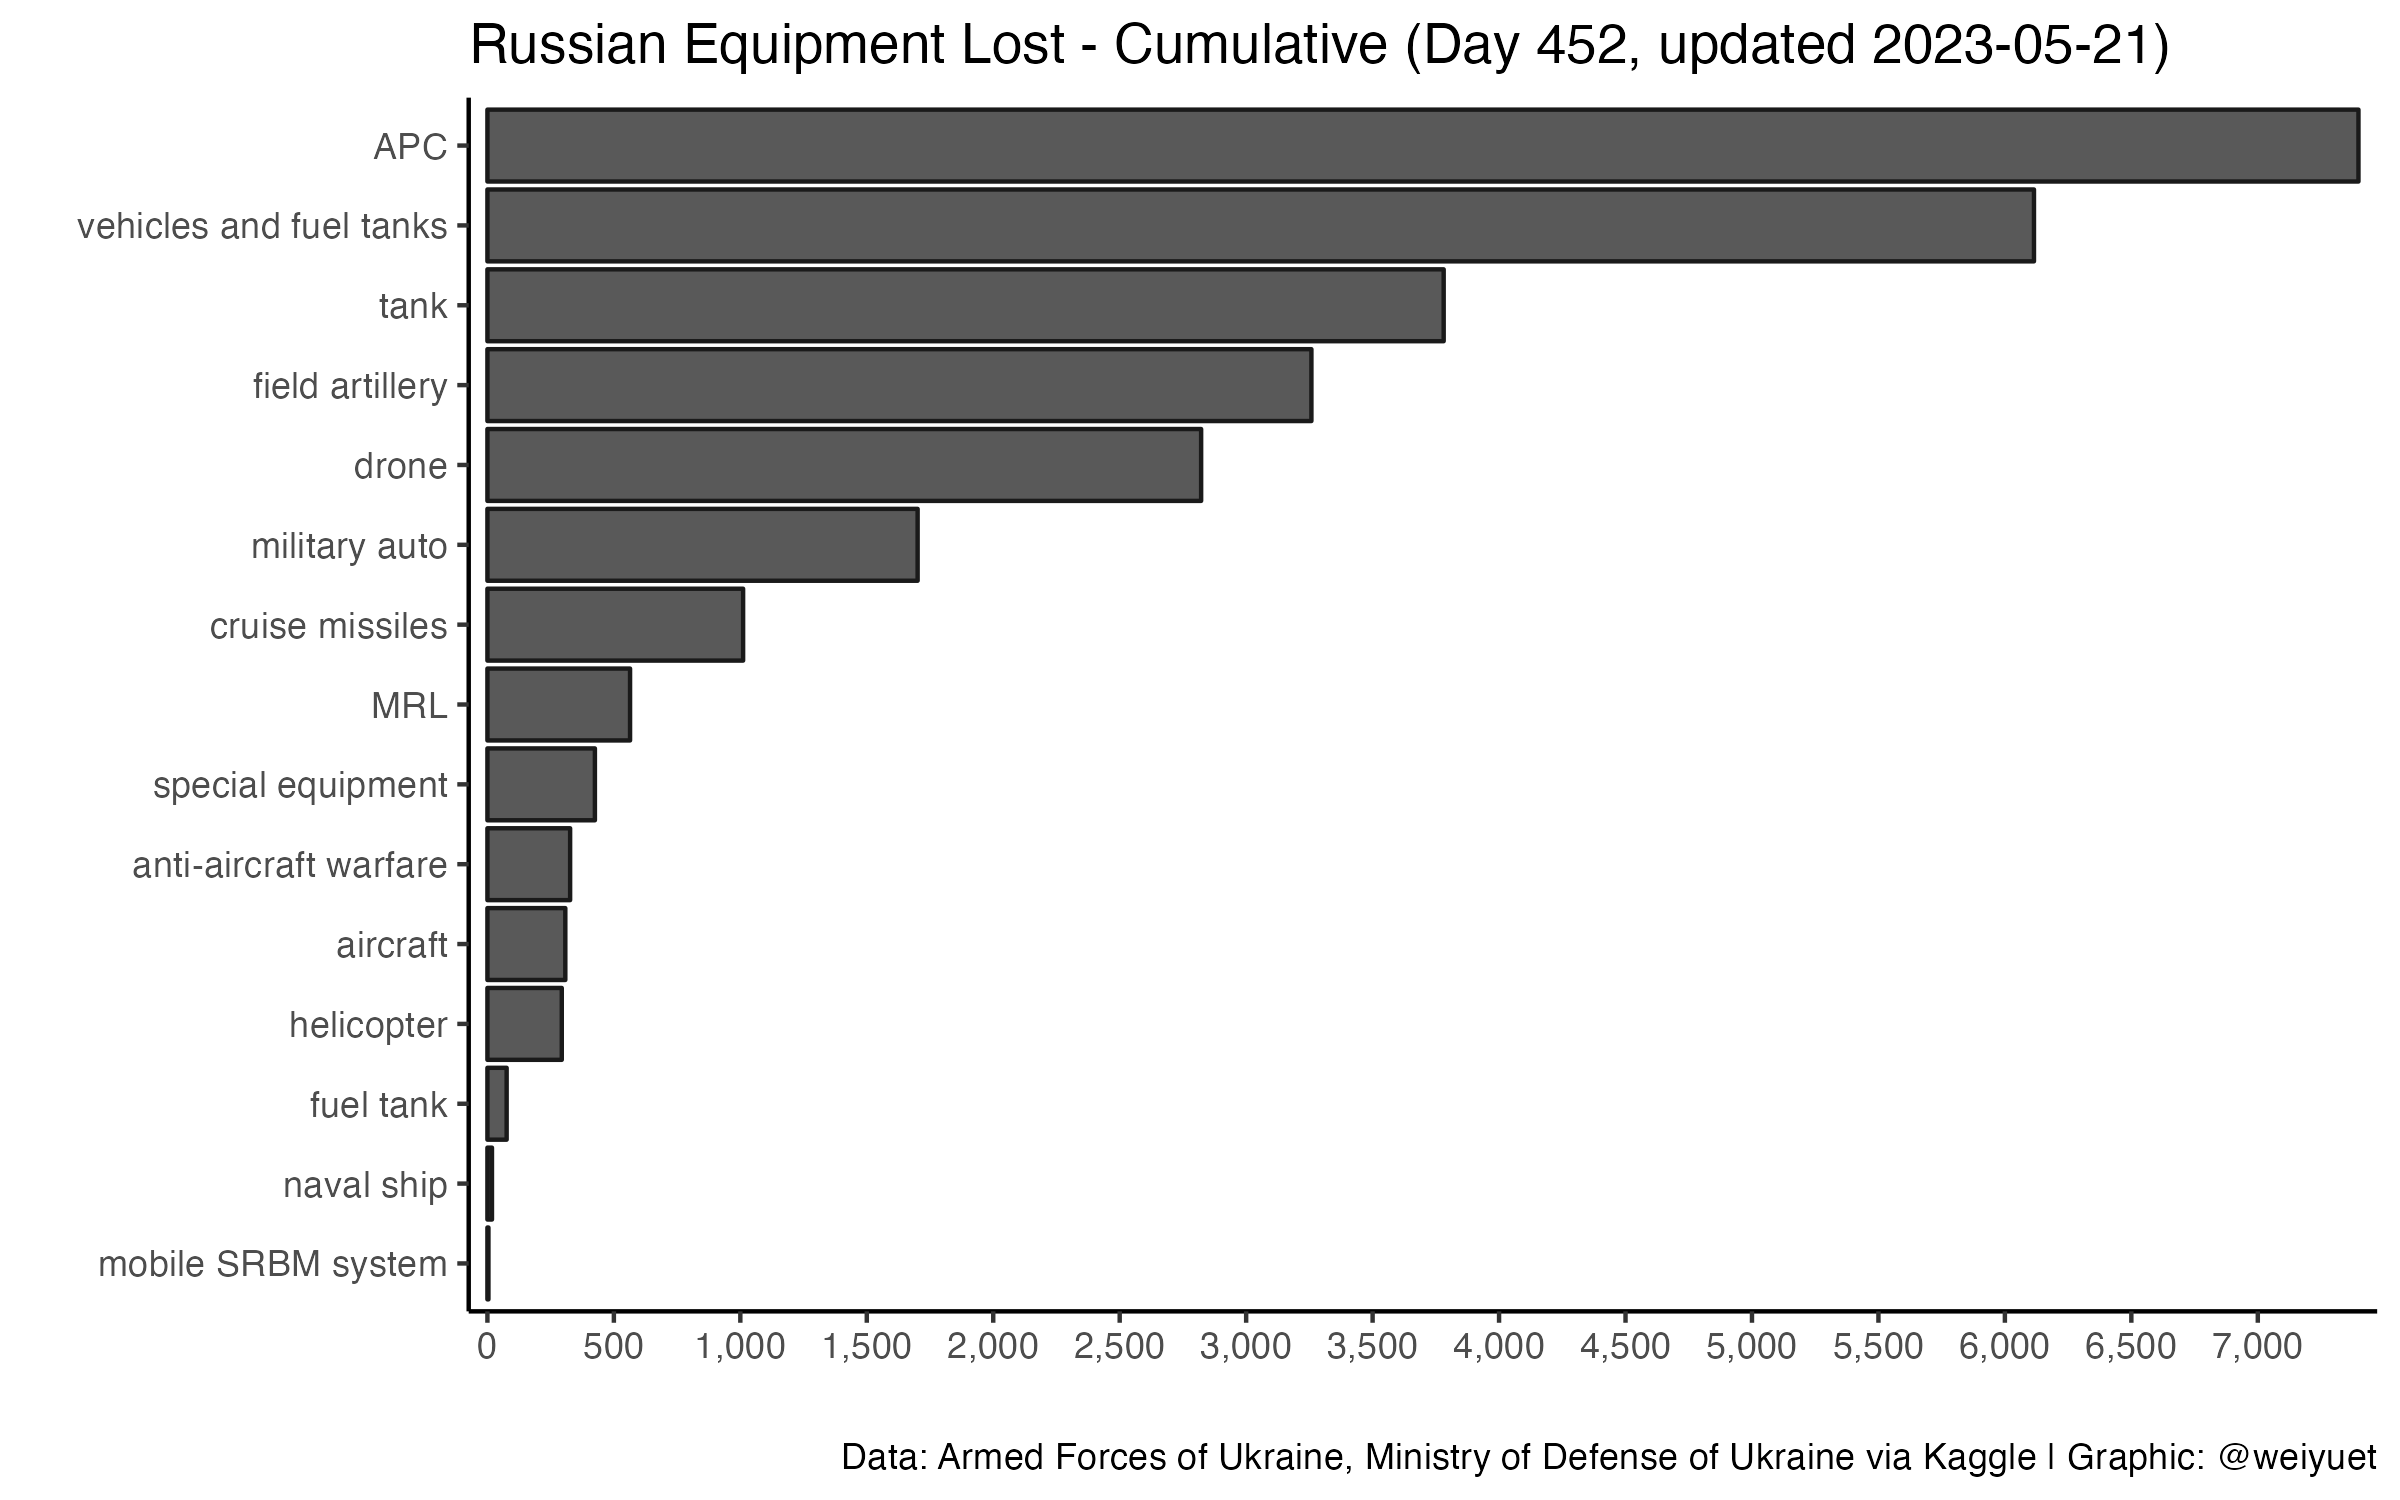 Russian Equipment Lost - Cumulative (Day 452, updated 2023-05-21)
APC
vehicles and fuel tanks
tank
field artillery
drone
military auto
cruise missiles
MRL
special equipment
anti-aircraft warfare
aircraft
helicopter
fuel tank
naval ship
mobile SRBM system
0 500 1,000 1,500 2,000 2,500 3,000 3,500 4,000 4,500 5,000 5,500 6,000 6,500 7,000
Data: Armed Forces of Ukraine, Ministry of Defense of Ukraine via Kaggle | Graphic: @weiyuet